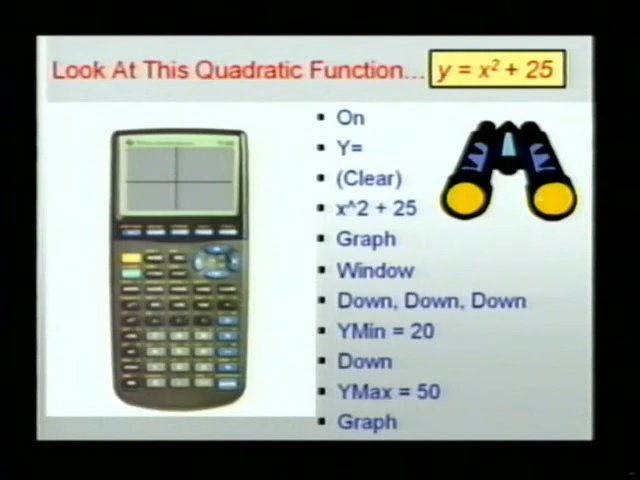 Look At This Quadratic Function... y = x² + 25
On
Y=
(Clear)
x^2 + 25
Graph
Window
Down, Down, Down
YMin = 20
Down
YMax = 50
Graph